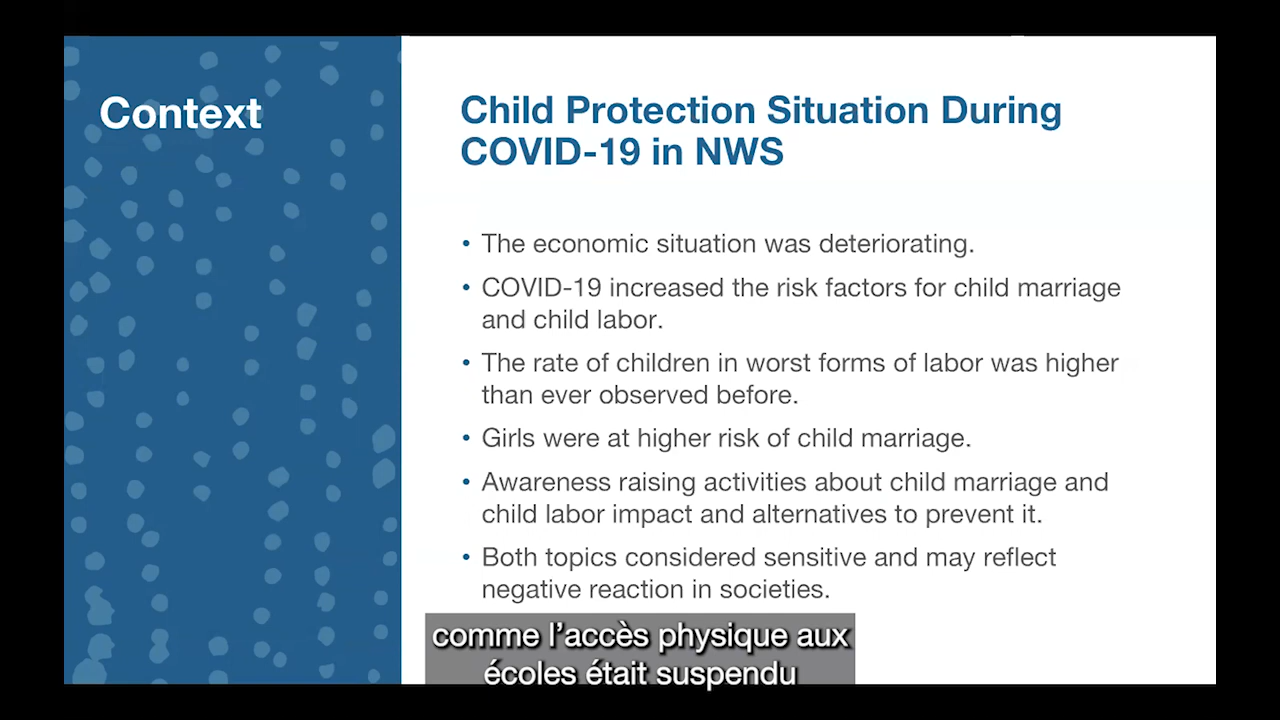 Context
Child Protection Situation During
COVID-19 in NWS
• The economic situation was deteriorating.
• COVID-19 increased the risk factors for child marriage
and child labor.
• The rate of children in worst forms of labor was higher
than ever observed before.
• Girls were at higher risk of child marriage.
• Awareness raising activities about child marriage and
child labor impact and alternatives to prevent it.
• Both topics considered sensitive and may reflect
negative reaction in societies.
comme l’accès physique aux
écoles était suspendu